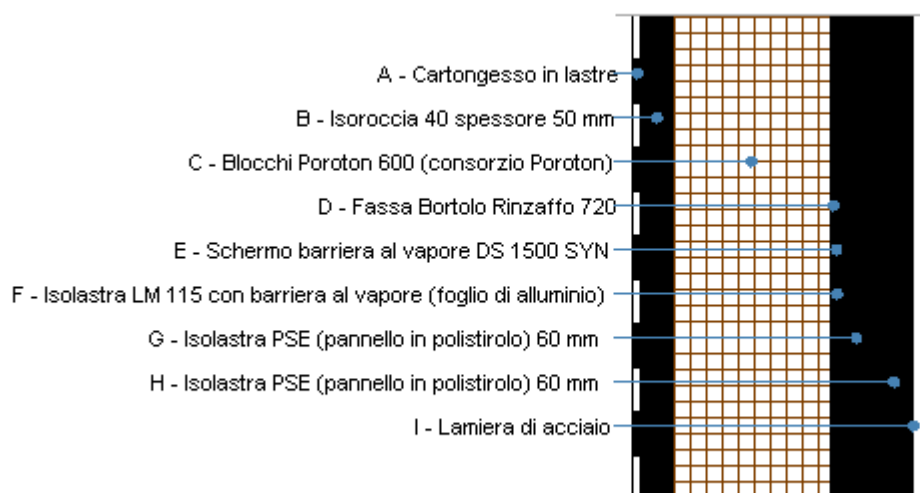 A - Cartongesso in lastre
B - Isoroccia 40 spessore 50 mm
C - Blocchi Poroton 600 (consorzio Poroton)
D - Fassa Bortolo Rinzaffo 720
E - Schermo barriera al vapore DS 1500 SYN
F - Isolastra LM 115 con barriera al vapore (foglio di alluminio)
G - Isolastra PSE (pannello in polistirolo) 60 mm
H - Isolastra PSE (pannello in polistirolo) 60 mm
I - Lamiera di acciaio